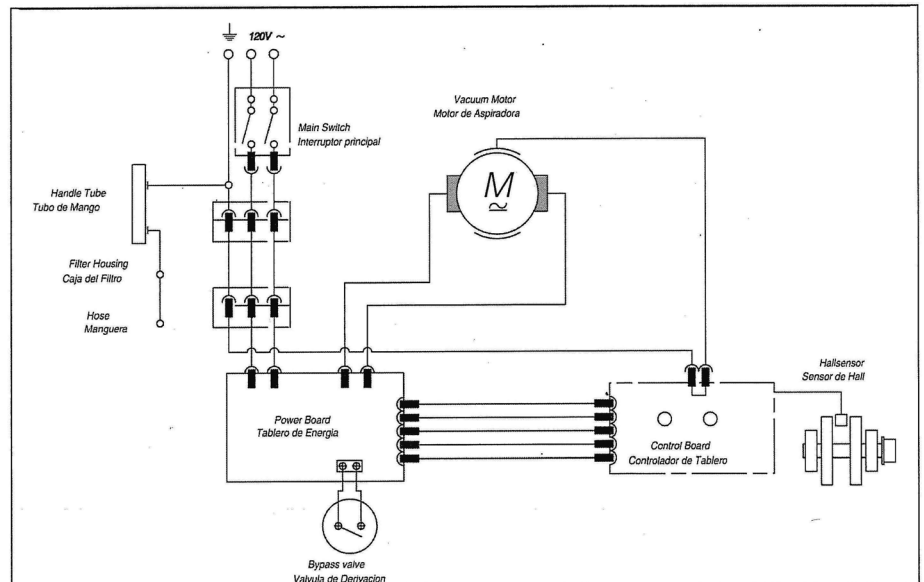 120V ~
Main Switch
Interruptor principal
Vacuum Motor
Motor de Aspiradora
M
Handle Tube
Tubo de Mango
Filter Housing
Caja del Filtro
Hose
Manguera
Hallsensor
Sensor de Hall
Power Board
Tablero de Energia
Control Board
Controlador de Tablero
Bypass valve
Valvula de Derivacion